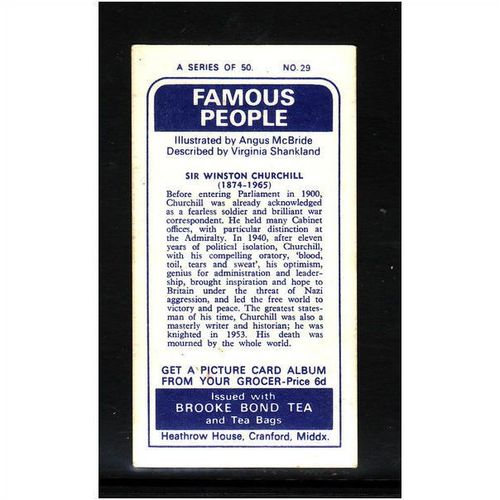 A SERIES OF 50. NO. 29
FAMOUS
PEOPLE
Illustrated by Angus McBride
Described by Virginia Shankland
SIR WINSTON CHURCHILL
(1874-1965)
Before entering Parliament in 1900,
Churchill was already acknowledged
as a fearless soldier and brilliant war
correspondent. He held many Cabinet
offices, with particular distinction at
the Admiralty. In 1940, after eleven
years of political isolation, Churchill,
with his compelling oratory, 'blood,
toil, tears and sweat', his optimism,
genius for administration and leader-
ship, brought inspiration and hope to
Britain under the threat of Nazi
aggression, and led the free world to
victory and peace. The greatest states-
man of his time, Churchill was also a
masterly writer and historian; he was
knighted in 1953. His death was
mourned by the whole world.
GET A PICTURE CARD ALBUM
FROM YOUR GROCER-Price 6d
Issued with
BROOKE BOND TEA
and Tea Bags
Heathrow House, Cranford, Middx.